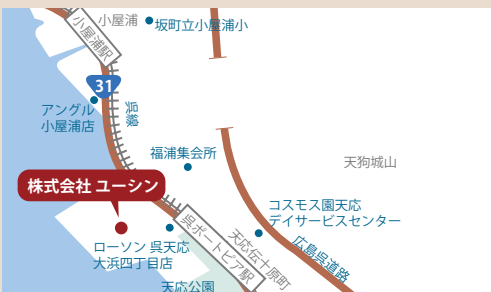 小屋浦
坂町立小屋浦小
小屋浦駅
31
アングル
小屋浦店
呉線
福浦集会所
天狗城山
株式会社 ユーシン
コスモス園天応
デイサービスセンター
ローソン 呉天応
大浜四丁目店
呉ポートピア駅
天応伝十原町
広島呉道路
天応公園